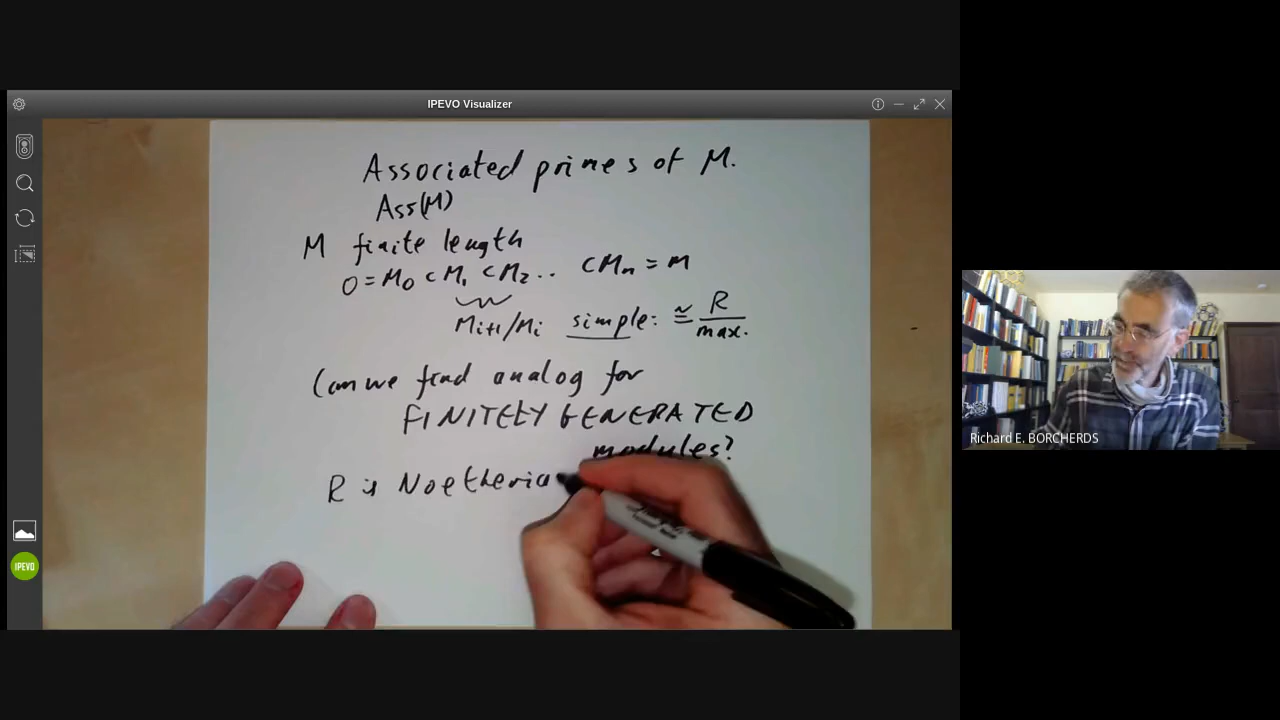 IPEVO Visualizer
Associated primes of M.
Ass(M)
M finite length
0 = M₀ ⊂ M₁ ⊂ M₂ .. ⊂ Mₙ = M
Mᵢ₊₁/Mᵢ simple: ≅ R/max.
Can we find analog for
FINITELY GENERATED
modules?
R is Noetheria
IPEVO
Richard E. BORCHERDS